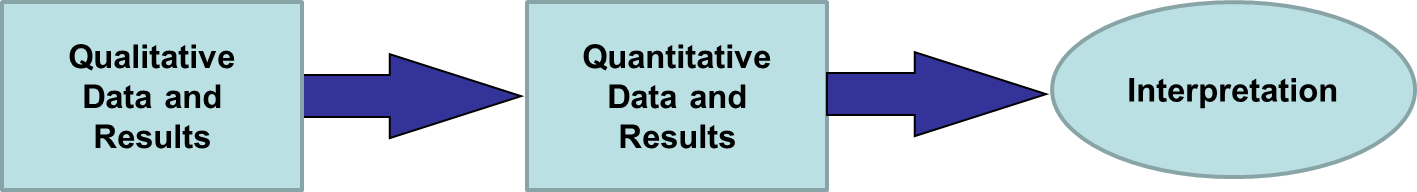 Qualitative
Data and
Results
Quantitative
Data and
Results
Interpretation